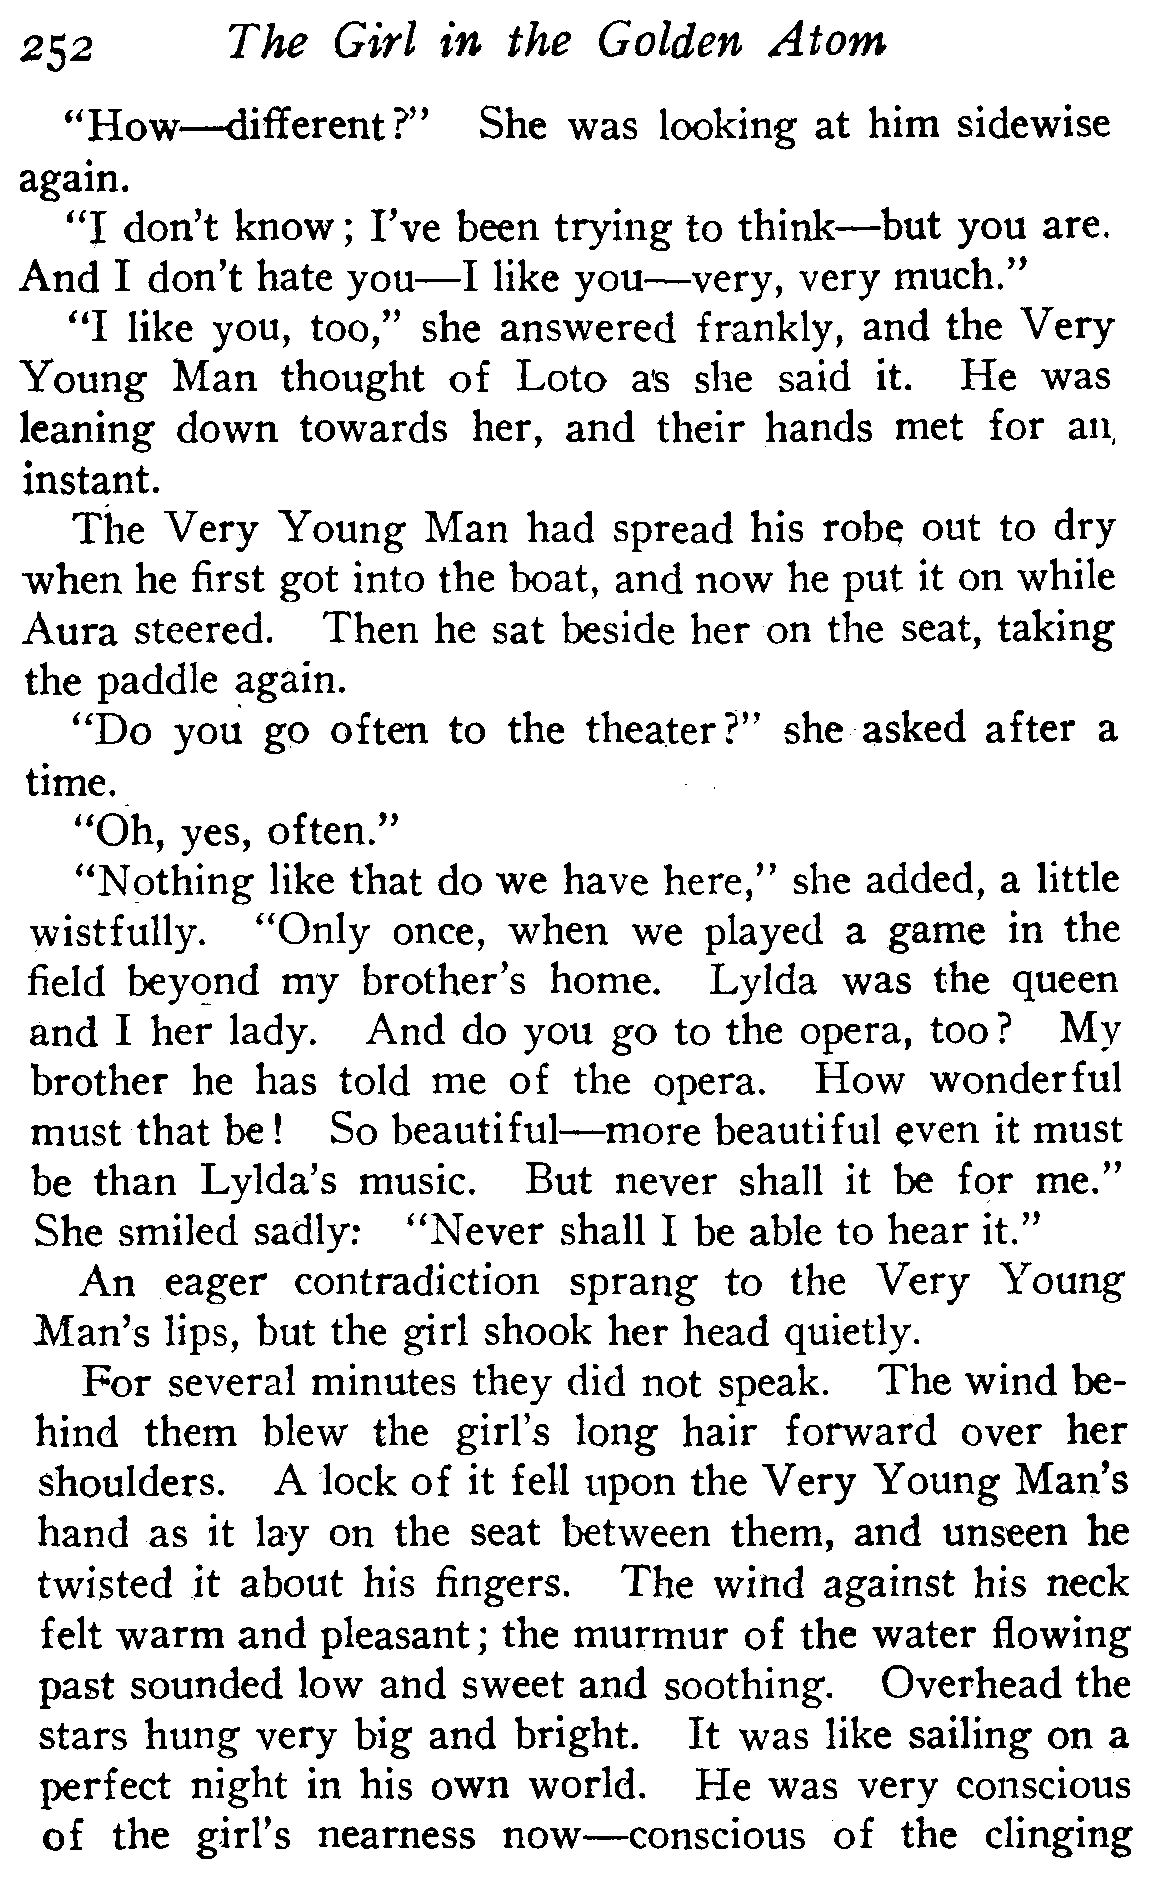 252 The Girl in the Golden Atom
"How—different?" She was looking at him sidewise
again.
"I don't know; I've been trying to think—but you are.
And I don't hate you—I like you—very, very much."
"I like you, too," she answered frankly, and the Very
Young Man thought of Loto as she said it. He was
leaning down towards her, and their hands met for an
instant.
The Very Young Man had spread his robe out to dry
when he first got into the boat, and now he put it on while
Aura steered. Then he sat beside her on the seat, taking
the paddle again.
"Do you go often to the theater?" she asked after a
time.
"Oh, yes, often."
"Nothing like that do we have here," she added, a little
wistfully. "Only once, when we played a game in the
field beyond my brother's home. Lylda was the queen
and I her lady. And do you go to the opera, too? My
brother he has told me of the opera. How wonderful
must that be! So beautiful—more beautiful even it must
be than Lylda's music. But never shall it be for me."
She smiled sadly: "Never shall I be able to hear it."
An eager contradiction sprang to the Very Young
Man's lips, but the girl shook her head quietly.
For several minutes they did not speak. The wind be-
hind them blew the girl's long hair forward over her
shoulders. A lock of it fell upon the Very Young Man's
hand as it lay on the seat between them, and unseen he
twisted it about his fingers. The wind against his neck
felt warm and pleasant; the murmur of the water flowing
past sounded low and sweet and soothing. Overhead the
stars hung very big and bright. It was like sailing on a
perfect night in his own world. He was very conscious
of the girl's nearness now—conscious of the clinging